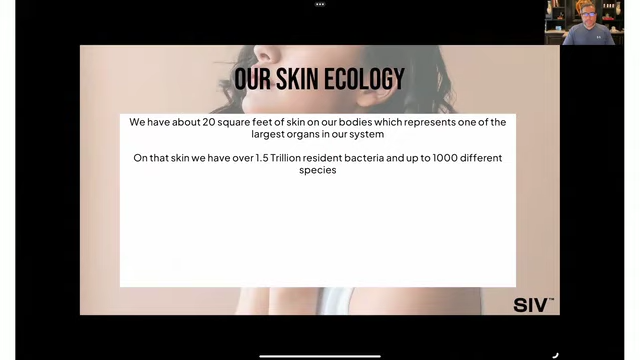 OUR SKIN ECOLOGY
We have about 20 square feet of skin on our bodies which represents one of the
largest organs in our system
On that skin we have over 1.5 Trillion resident bacteria and up to 1000 different
species
SIV™